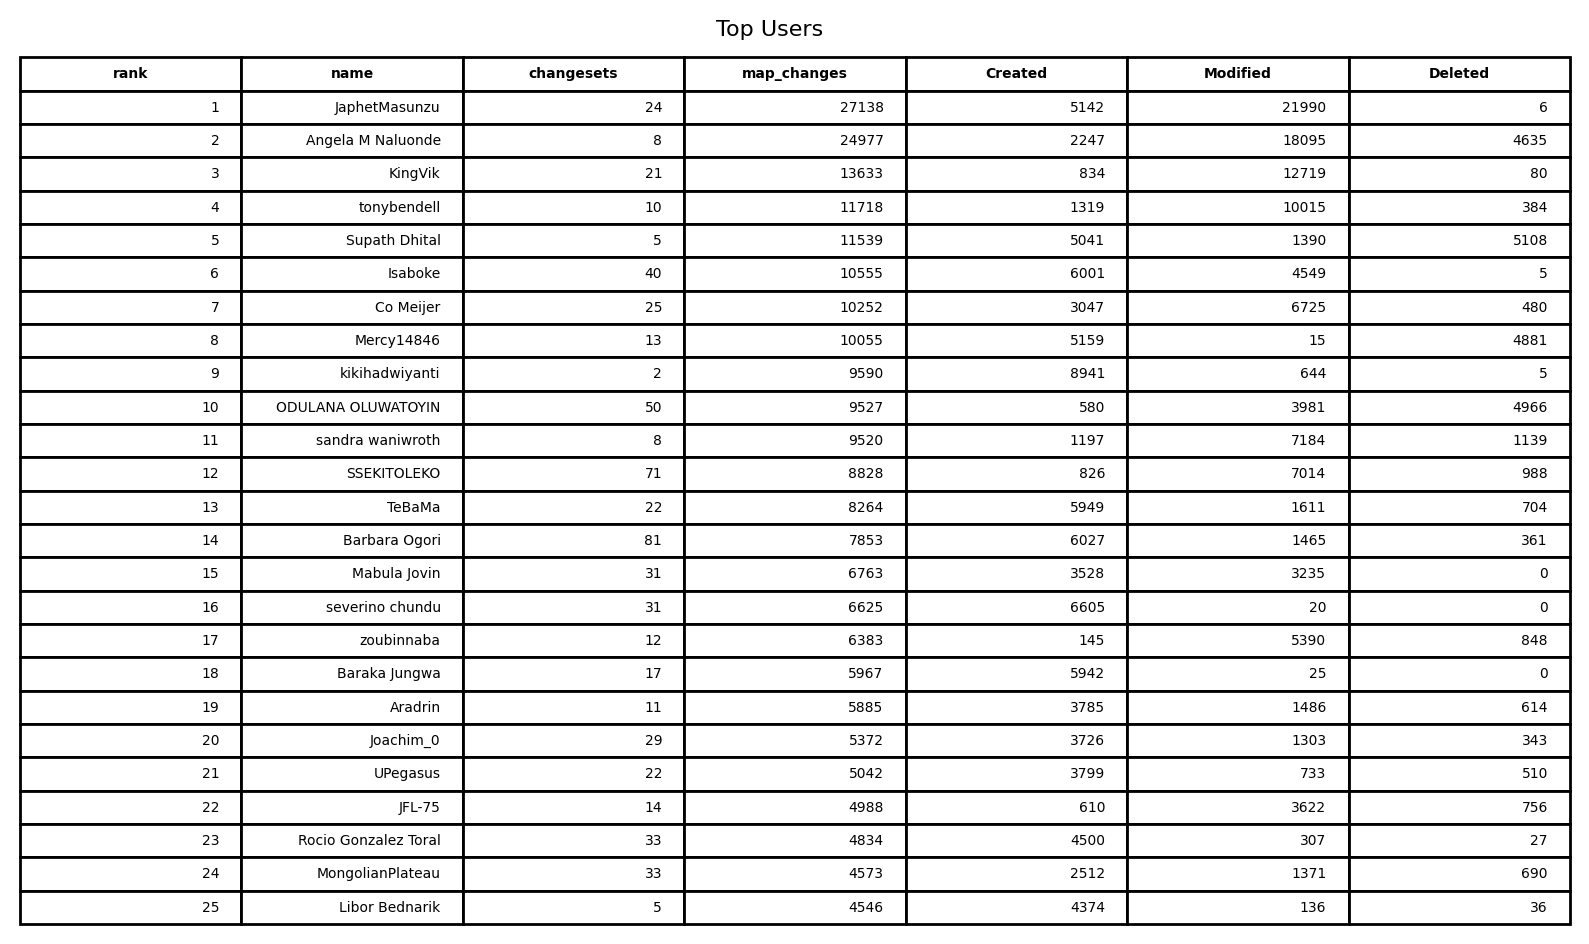 Top Users
rank name changesets map_changes Created Modified Deleted
1 JaphetMasunzu 24 27138 5142 21990 6
2 Angela M Naluonde 8 24977 2247 18095 4635
3 KingVik 21 13633 834 12719 80
4 tonybendell 10 11718 1319 10015 384
5 Supath Dhital 5 11539 5041 1390 5108
6 Isaboke 40 10555 6001 4549 5
7 Co Meijer 25 10252 3047 6725 480
8 Mercy14846 13 10055 5159 15 4881
9 kikihadwiyanti 2 9590 8941 644 5
10 ODULANA OLUWATOYIN 50 9527 580 3981 4966
11 sandra waniwroth 8 9520 1197 7184 1139
12 SSEKITOLEKO 71 8828 826 7014 988
13 TeBaMa 22 8264 5949 1611 704
14 Barbara Ogori 81 7853 6027 1465 361
15 Mabula Jovin 31 6763 3528 3235 0
16 severino chundu 31 6625 6605 20 0
17 zoubinnaba 12 6383 145 5390 848
18 Baraka Jungwa 17 5967 5942 25 0
19 Aradrin 11 5885 3785 1486 614
20 Joachim_0 29 5372 3726 1303 343
21 UPegasus 22 5042 3799 733 510
22 JFL-75 14 4988 610 3622 756
23 Rocio Gonzalez Toral 33 4834 4500 307 27
24 MongolianPlateau 33 4573 2512 1371 690
25 Libor Bednarik 5 4546 4374 136 36